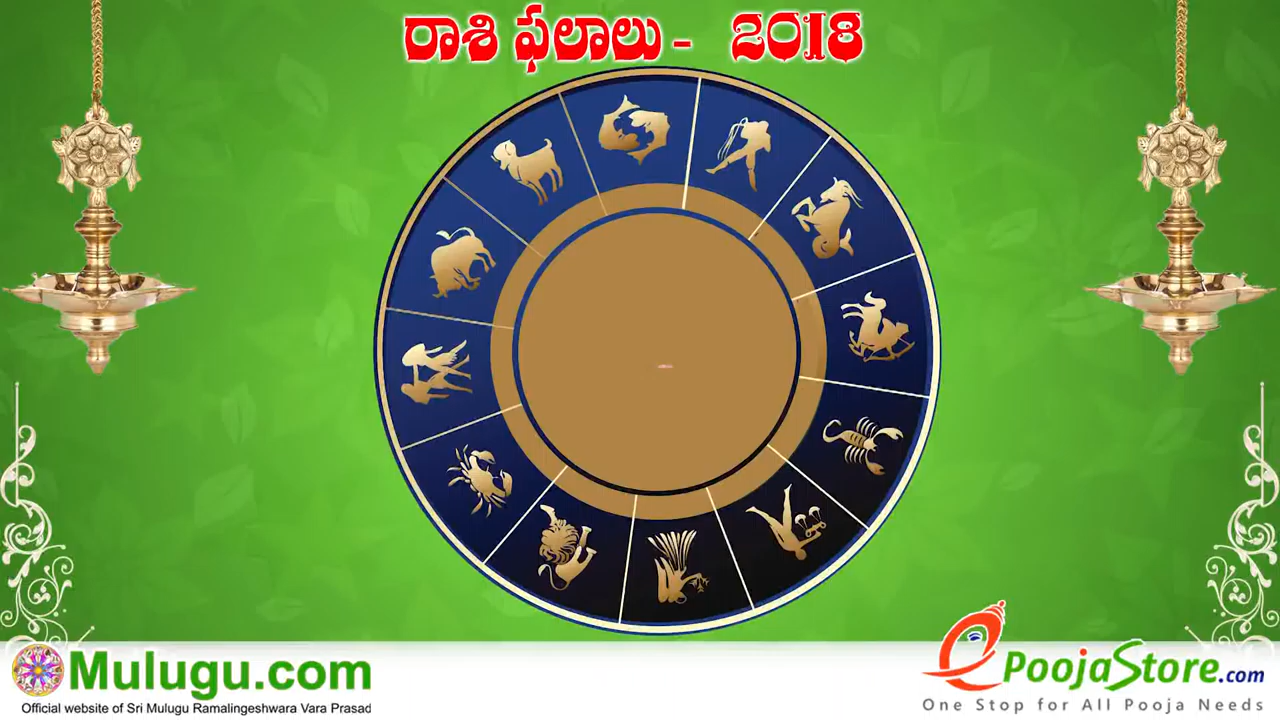 రాశి ఫలాలు - 2018
Mulugu.com
Official website of Sri Mulugu Ramalingeshwara Vara Prasad
ePoojaStore.com
One Stop for All Pooja Needs